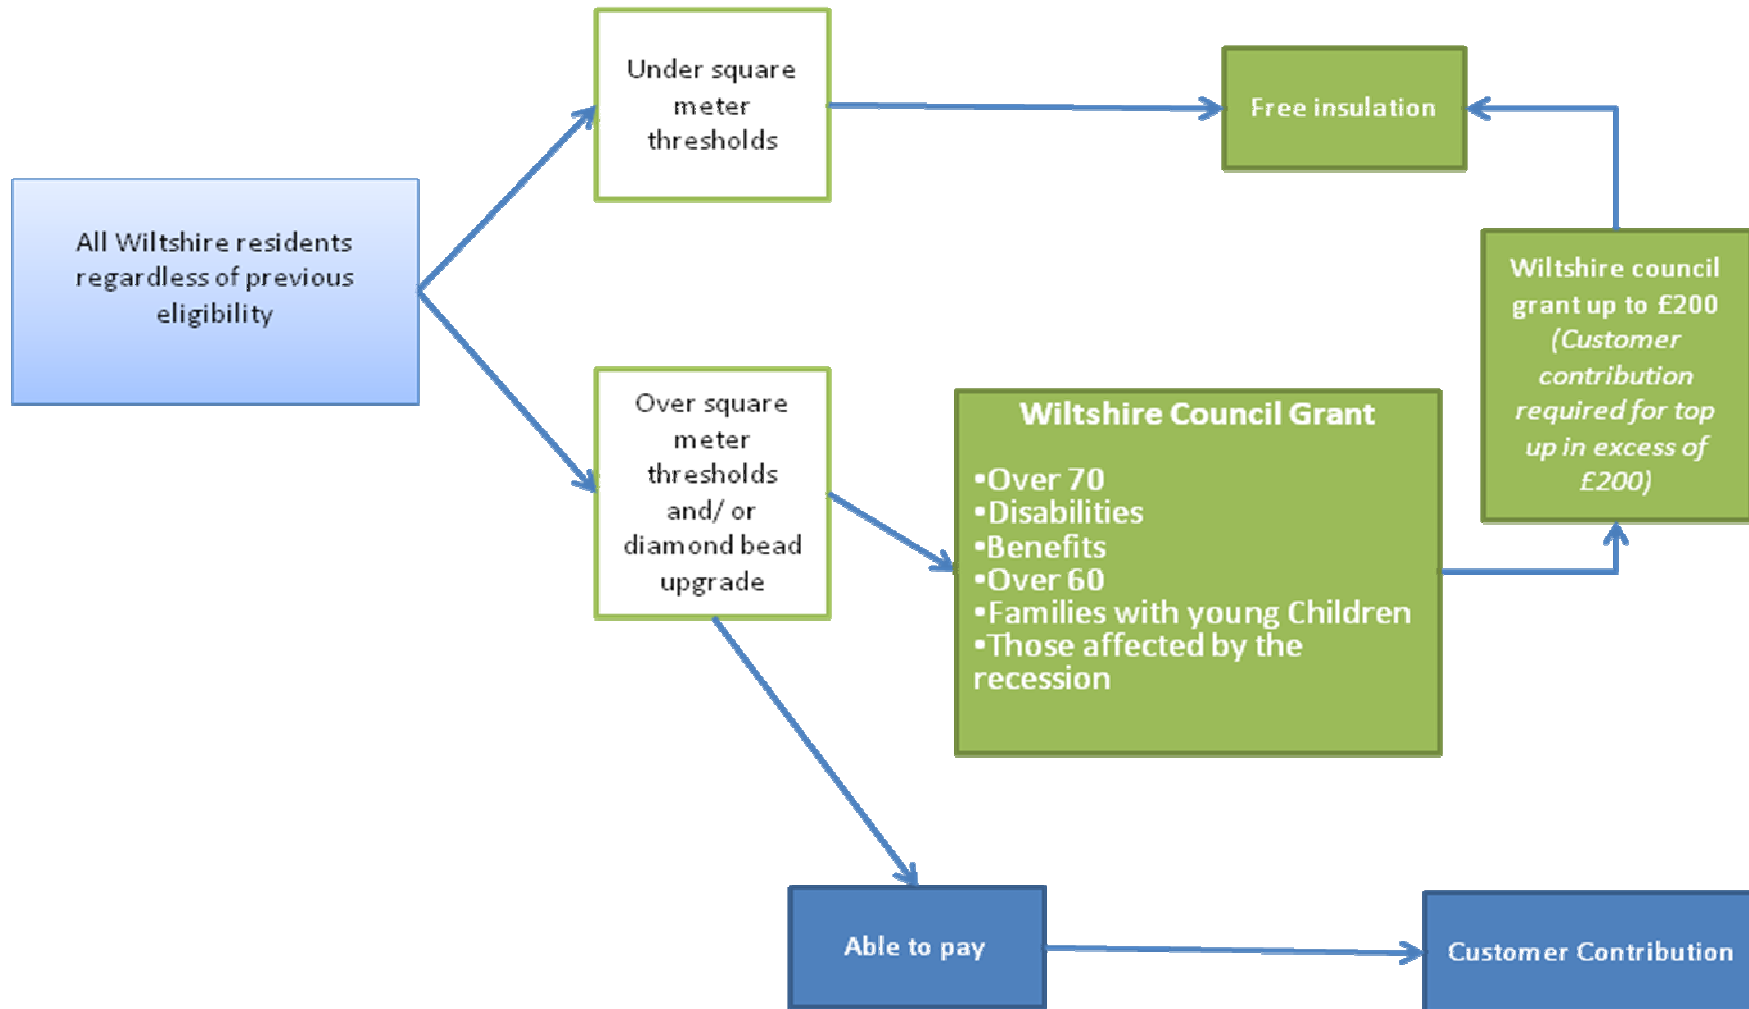 Under square
meter
thresholds
Free insulation
All Wiltshire residents
regardless of previous
eligibility
Wiltshire council
grant up to £200
(Customer
contribution
required for top
up in excess of
£200)
Over square
meter
thresholds
and/ or
diamond bead
upgrade
Wiltshire Council Grant
•Over 70
•Disabilities
•Benefits
•Over 60
•Families with young Children
•Those affected by the
recession
Able to pay
Customer Contribution